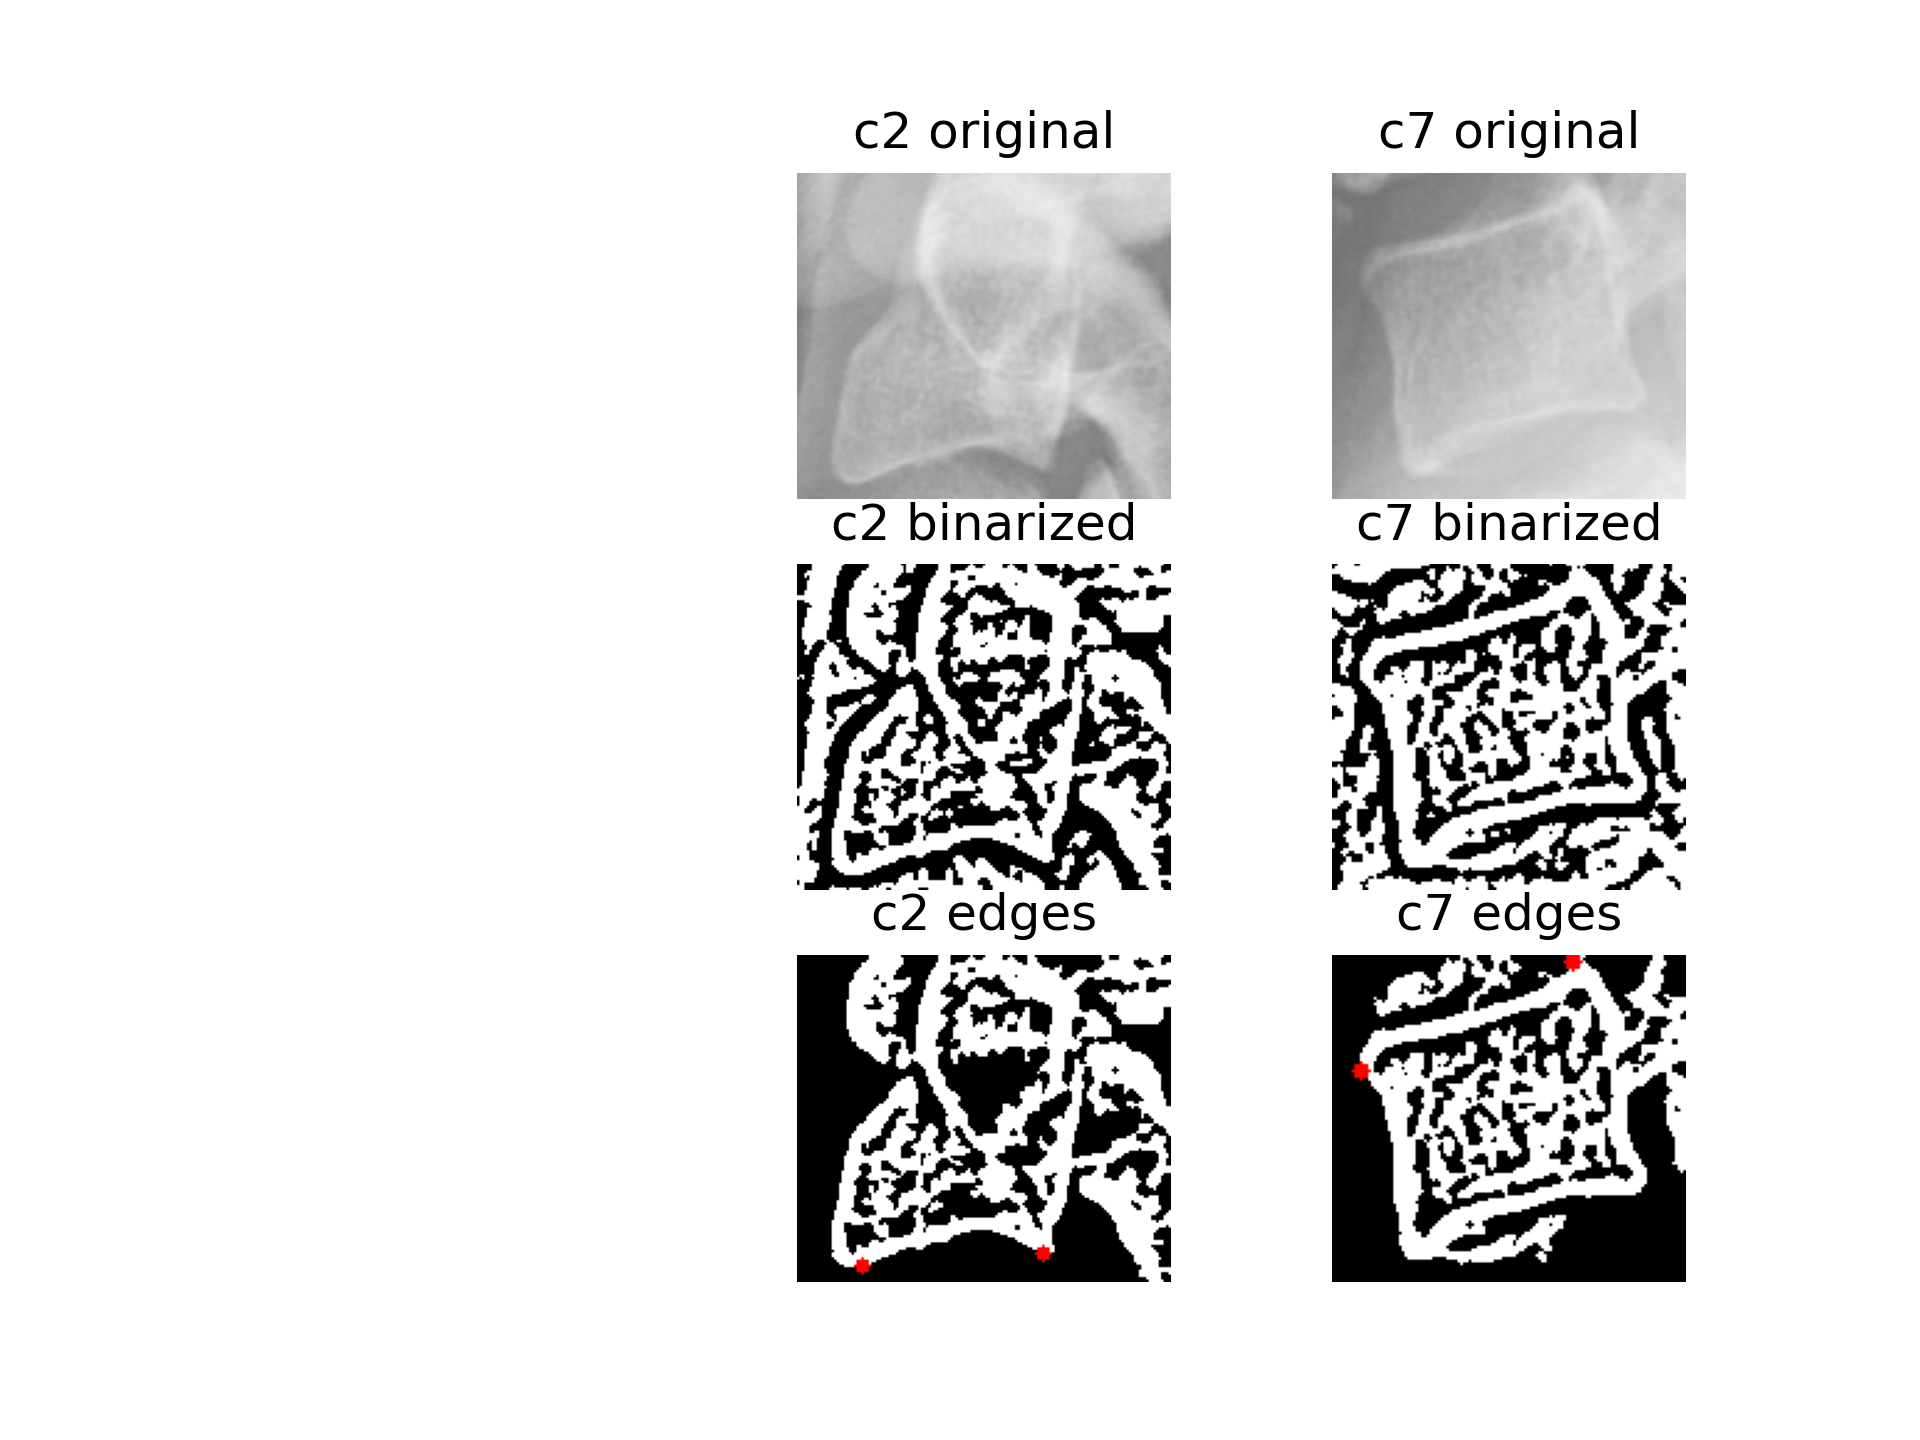 c2 original
c7 original
c2 binarized
c7 binarized
c2 edges
c7 edges